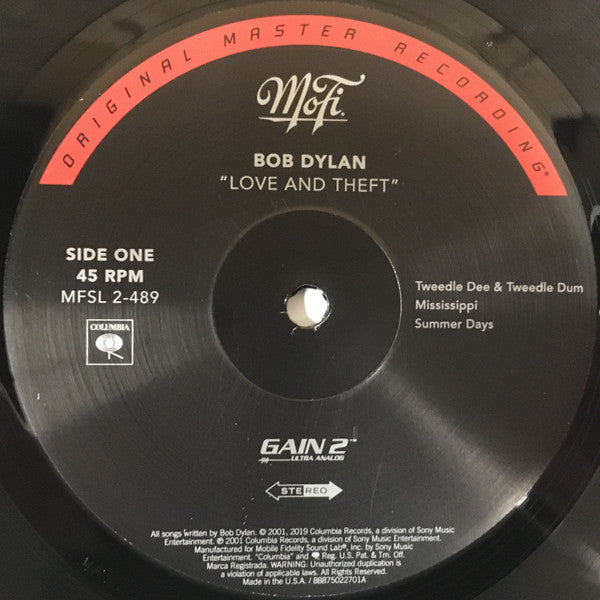 ORIGINAL MASTER RECORDING®
MoFi.
BOB DYLAN
"LOVE AND THEFT"
SIDE ONE
45 RPM
MFSL 2-489
COLUMBIA
Tweedle Dee & Tweedle Dum
Mississippi
Summer Days
GAIN 2™
ULTRA ANALOG
STEREO
All songs written by Bob Dylan. © 2001, 2019 Columbia Records, a division of Sony Music
Entertainment. ℗ 2001 Columbia Records, a division of Sony Music Entertainment.
Manufactured for Mobile Fidelity Sound Lab®, Inc. by Sony Music
Entertainment. "Columbia" and Reg. U.S. Pat. & Tm. Off.
Marca Registrada. WARNING: Unauthorized duplication is
a violation of applicable laws. All Rights Reserved.
Made in the U.S.A. / 88875022701A